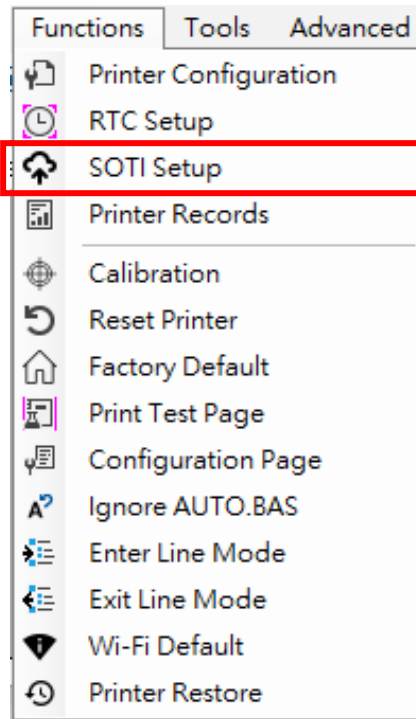 Functions Tools Advanced
Printer Configuration
RTC Setup
SOTI Setup
Printer Records
Calibration
Reset Printer
Factory Default
Print Test Page
Configuration Page
Ignore AUTO.BAS
Enter Line Mode
Exit Line Mode
Wi-Fi Default
Printer Restore